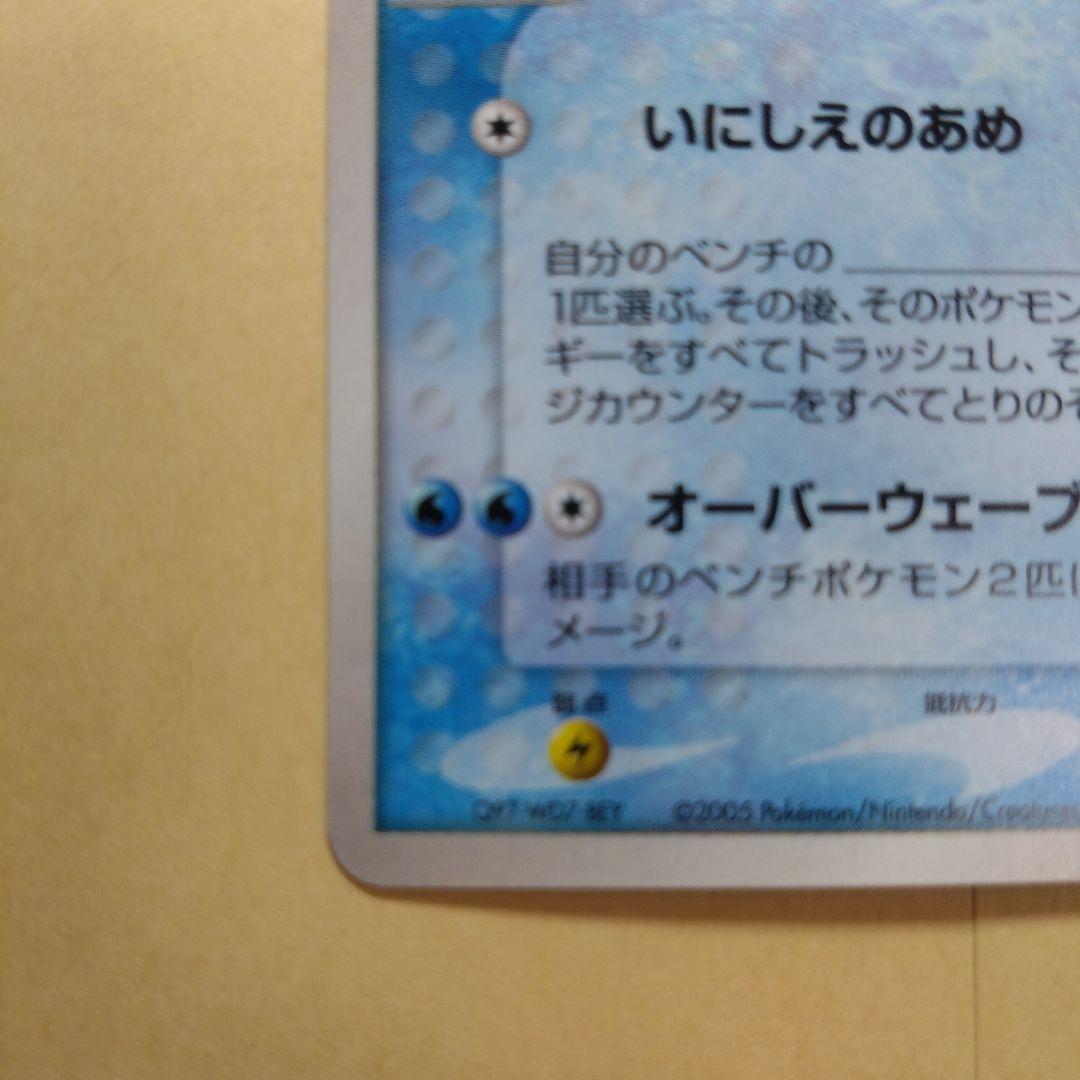 いにしえのあめ
自分のベンチの
1匹選ぶ。その後、そのポケモン
ギーをすべてトラッシュし、そ
ジカウンターをすべてとりのぞ
オーバーウェーブ
相手のベンチポケモン2匹に
メージ。
弱点 抵抗力
©2005 Pokémon/Nintendo/Creatures